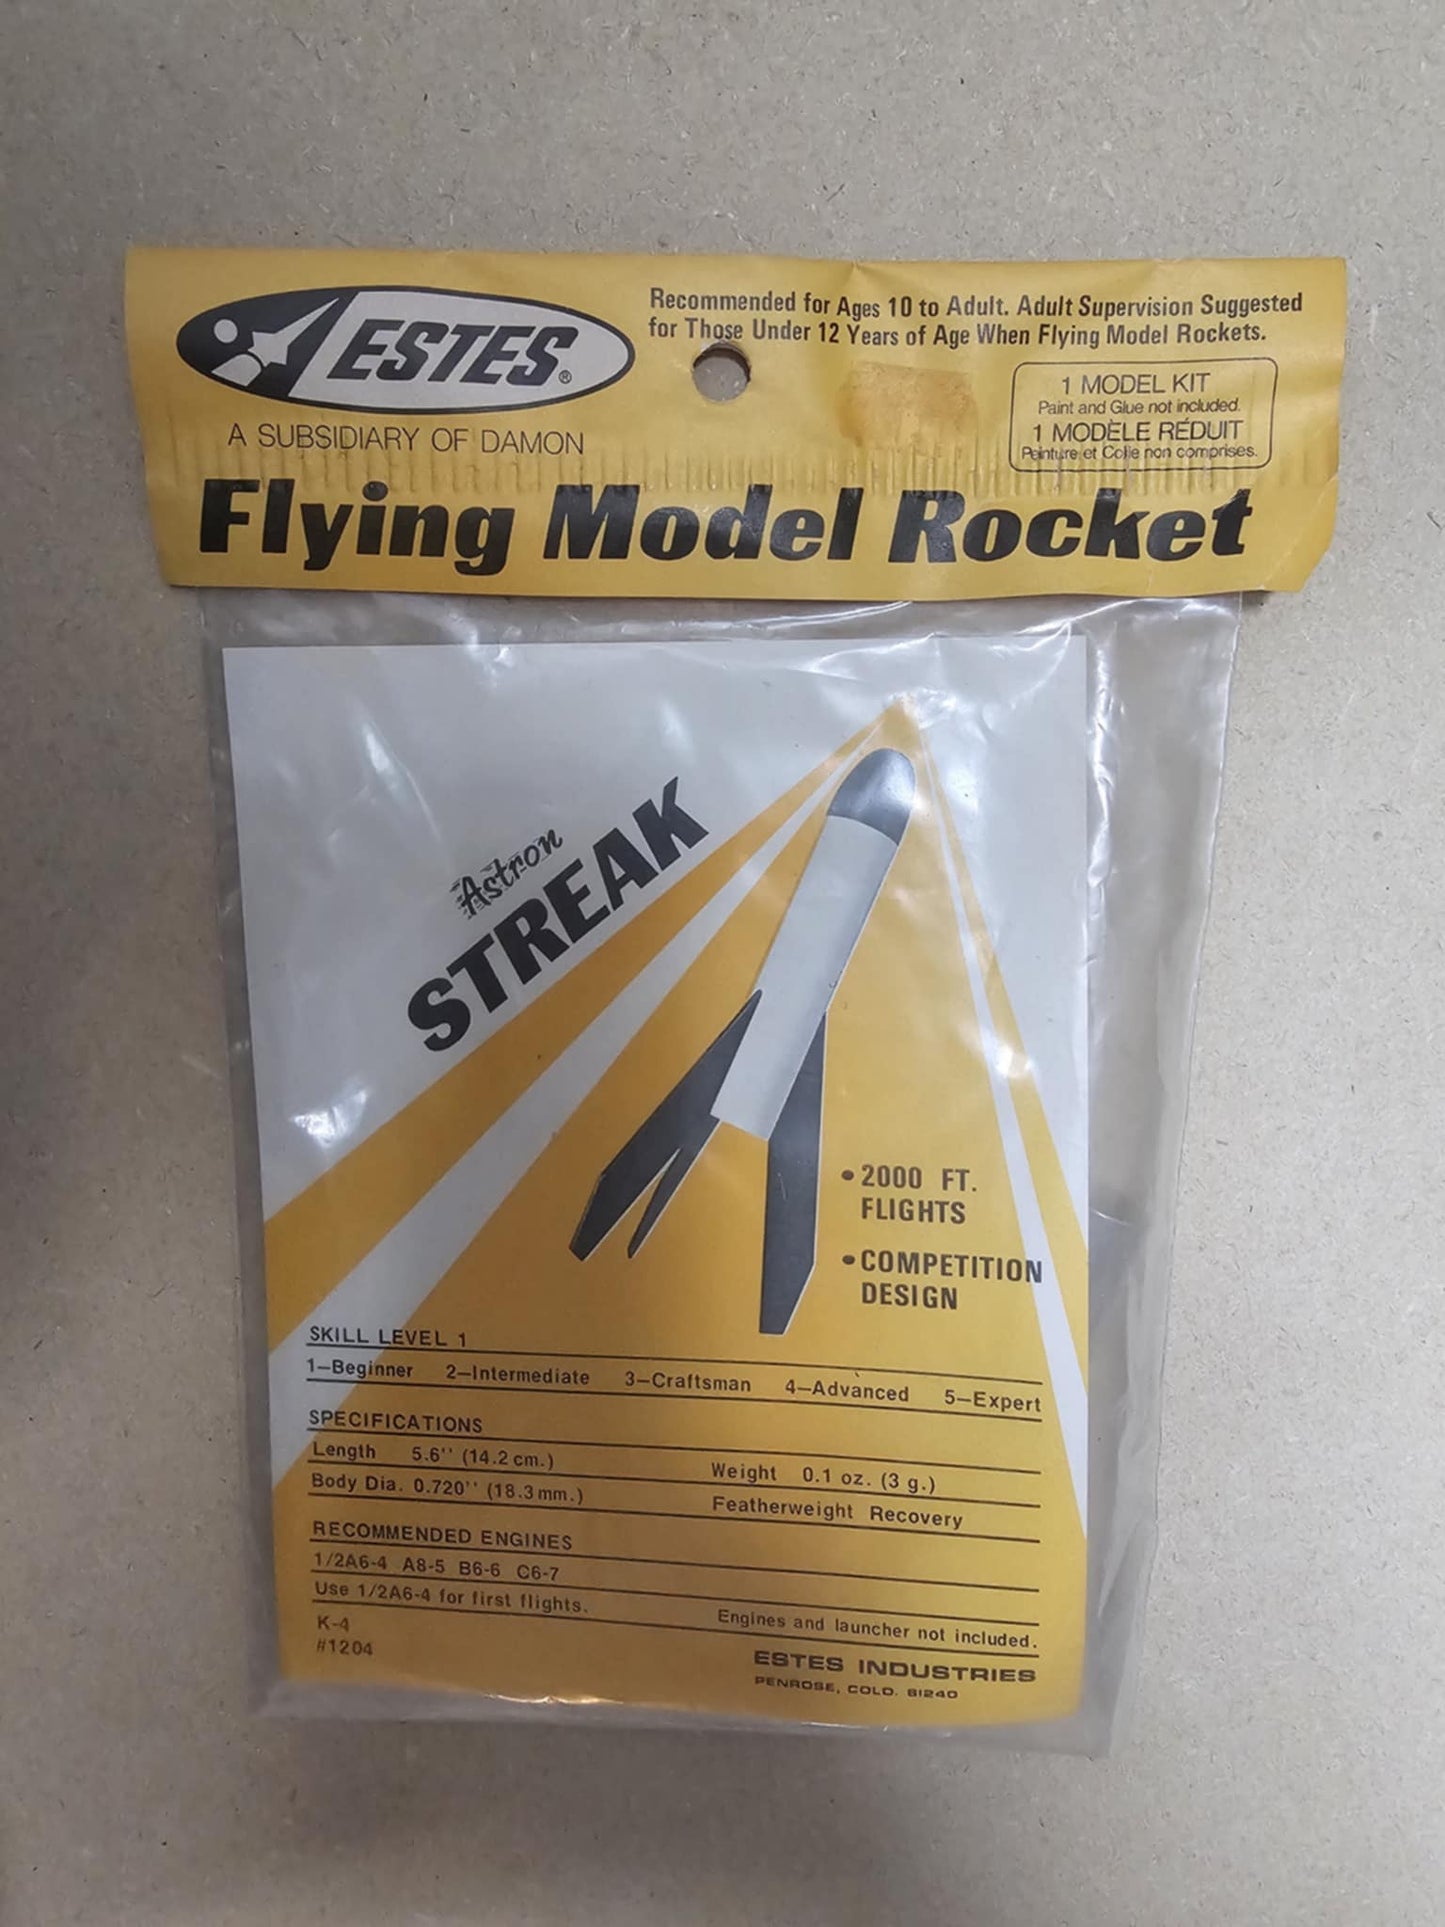 ESTES®
A SUBSIDIARY OF DAMON
Recommended for Ages 10 to Adult. Adult Supervision Suggested
for Those Under 12 Years of Age When Flying Model Rockets.
1 MODEL KIT
Paint and Glue not included.
1 MODÈLE RÉDUIT
Peinture et Colle non comprises.
Flying Model Rocket
Astron
STREAK
• 2000 FT.
FLIGHTS
• COMPETITION
DESIGN
SKILL LEVEL 1
1—Beginner 2—Intermediate 3—Craftsman 4—Advanced 5—Expert
SPECIFICATIONS
Length 5.6'' (14.2 cm.) Weight 0.1 oz. (3 g.)
Body Dia. 0.720'' (18.3 mm.) Featherweight Recovery
RECOMMENDED ENGINES
1/2A6-4 A8-5 B6-6 C6-7
Use 1/2A6-4 for first flights. Engines and launcher not included.
K-4
#1204
ESTES INDUSTRIES
PENROSE, COLO. 81240